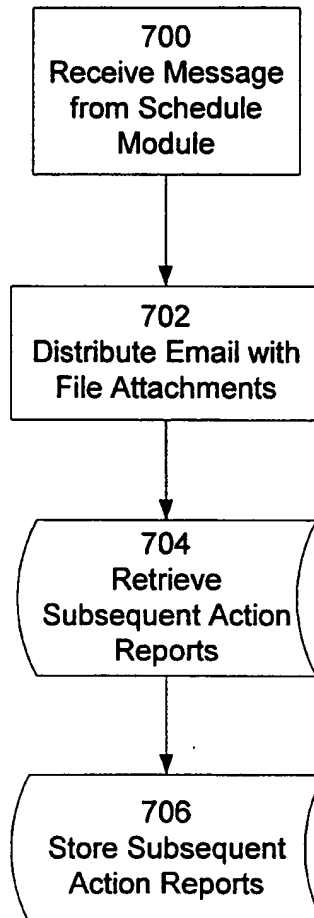 700
Receive Message
from Schedule
Module
702
Distribute Email with
File Attachments
704
Retrieve
Subsequent Action
Reports
706
Store Subsequent
Action Reports